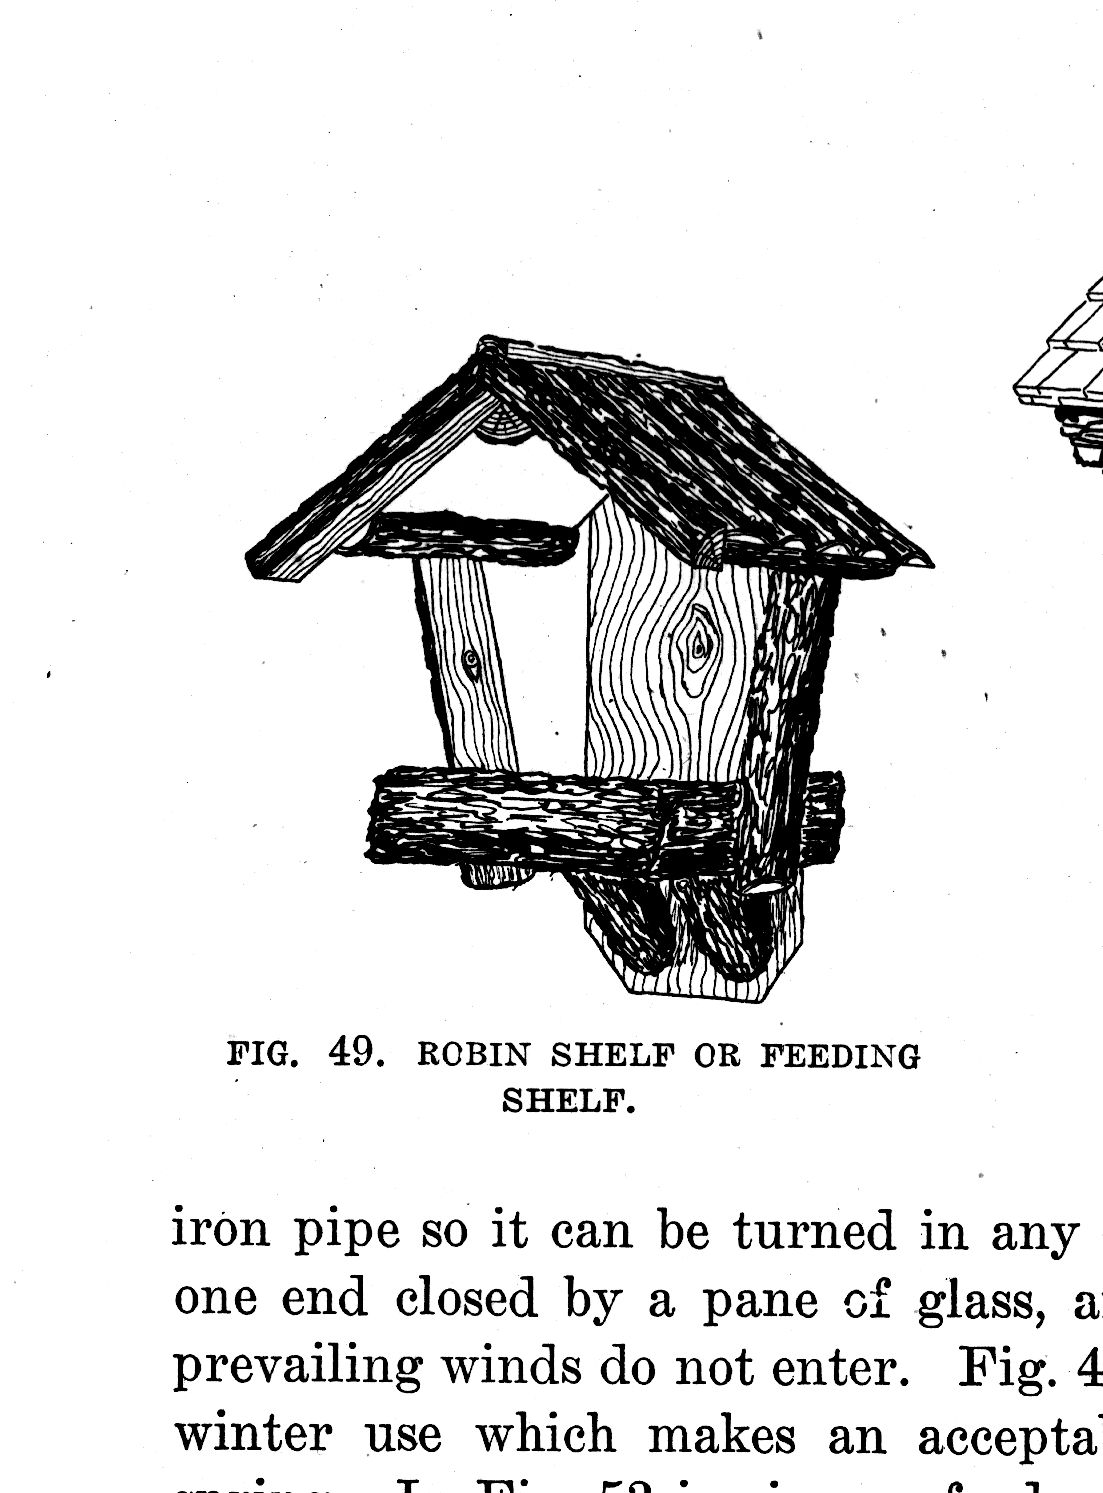 FIG. 49. ROBIN SHELF OR FEEDING
SHELF.
iron pipe so it can be turned in any
one end closed by a pane of glass,
prevailing winds do not enter. Fig. 4
winter use which makes an